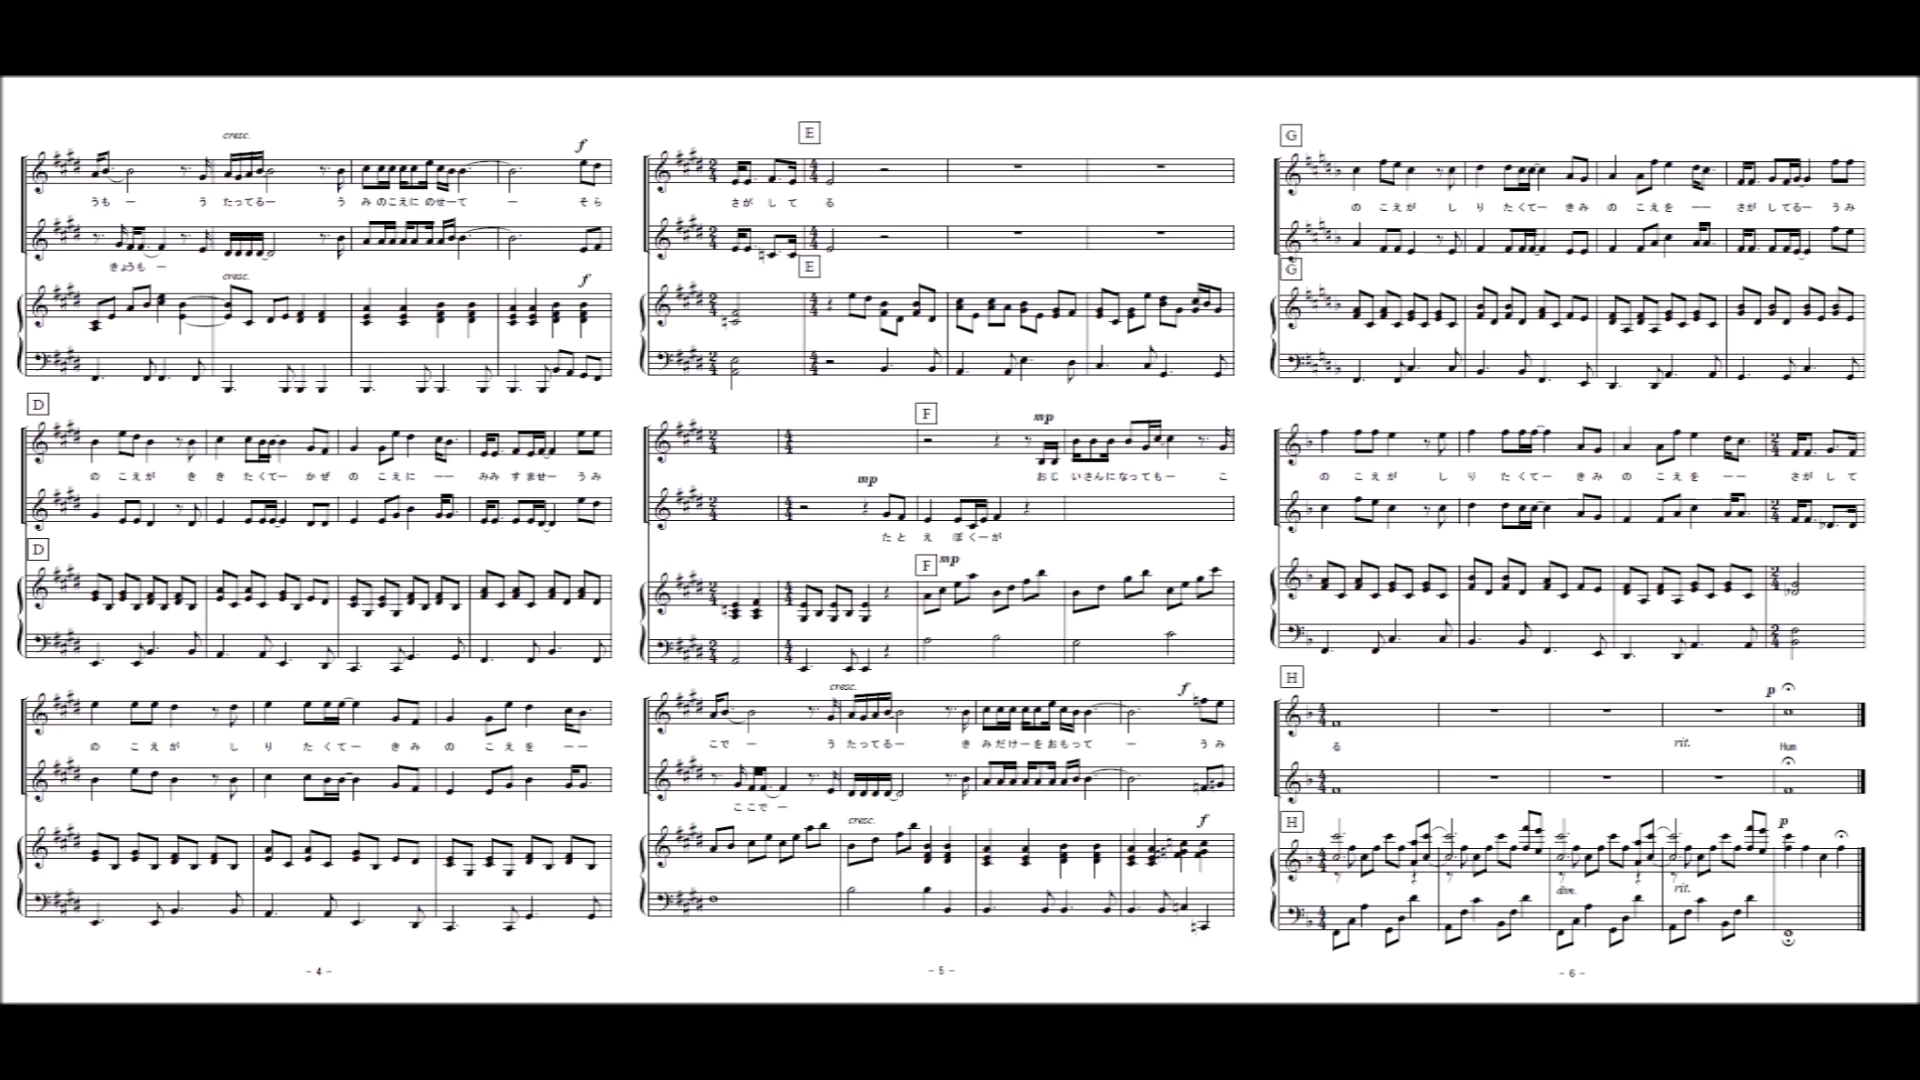 cresc.
f
うもー う たってるー う みのこえに のせーて ー そら
きょうも ー
cresc.
f
D
の こえが き き たくてー かぜ の こえに ーー みみ すませー うみ
D
の こえが し り たくてー きみ の こえを ーー
- 4 -
E
さが し て る
E
F
mp
おじ いさんになってもー こ
mp
たと え ぼくーが
F mp
cresc.
f
こで ー う たってるー き みだけーを おもって ー うみ
ここで ー
cresc.
f
- 5 -
G
の こえが し り たくてー きみ の こえを ーー さが してるー うみ
G
の こえが し り たくてー きみ の こえを ーー さが し て
H
p
る rit. Hum
H
p
dim.
rit.
- 6 -